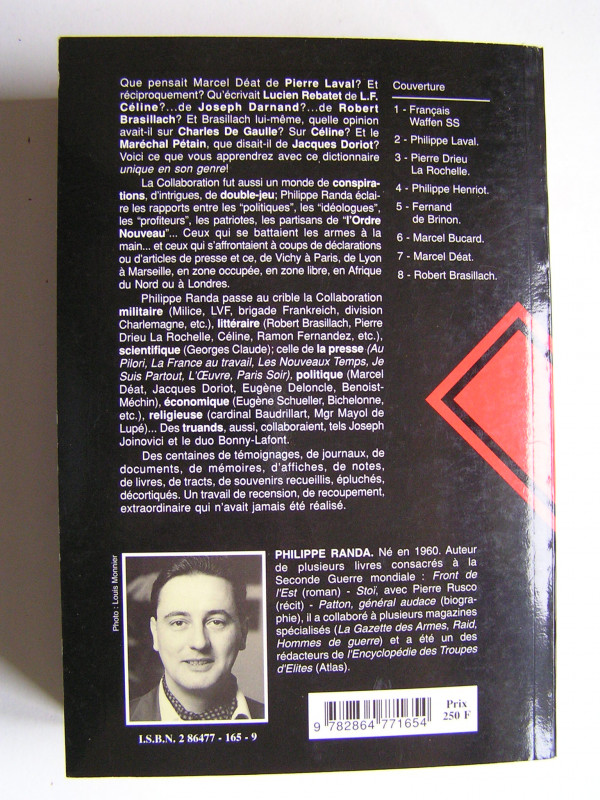 Que pensait Marcel Déat de Pierre Laval? Et
réciproquement? Qu'écrivait Lucien Rebatet de L.F.
Céline?...de Joseph Darnand?...de Robert
Brasillach? Et Brasillach lui-même, quelle opinion
avait-il sur Charles De Gaulle? Sur Céline? Et le
Maréchal Pétain, que disait-il de Jacques Doriot?
Voici ce que vous apprendrez avec ce dictionnaire
unique en son genre!
La Collaboration fut aussi un monde de conspira-
tions, d'intrigues, de double-jeu; Philippe Randa éclai-
re les rapports entre les "politiques", les "idéologues",
les "profiteurs", les patriotes, les partisans de "l'Ordre
Nouveau"... Ceux qui se battaient les armes à la
main... et ceux qui s'affrontaient à coups de déclarations
ou d'articles de presse et ce, de Vichy à Paris, de Lyon
à Marseille, en zone occupée, en zone libre, en Afrique
du Nord ou à Londres.
Philippe Randa passe au crible la Collaboration
militaire (Milice, LVF, brigade Frankreich, division
Charlemagne, etc.), littéraire (Robert Brasillach, Pierre
Drieu La Rochelle, Céline, Ramon Fernandez, etc.),
scientifique (Georges Claude); celle de la presse (Au
Pilori, La France au travail, Les Nouveaux Temps, Je
Suis Partout, L'Œuvre, Paris Soir), politique (Marcel
Déat, Jacques Doriot, Eugène Deloncle, Benoist-
Méchin), économique (Eugène Schueller, Bichelonne,
etc.), religieuse (cardinal Baudrillart, Mgr Mayol de
Lupé)... Des truands, aussi, collaboraient, tels Joseph
Joinovici et le duo Bonny-Lafont.
Des centaines de témoignages, de journaux, de
documents, de mémoires, d'affiches, de notes,
de livres, de tracts, de souvenirs recueillis, épluchés,
décortiqués. Un travail de recension, de recoupement,
extraordinaire qui n'avait jamais été réalisé.
Couverture
1 - Français
Waffen SS
2 - Philippe Laval.
3 - Pierre Drieu
La Rochelle.
4 - Philippe Henriot.
5 - Fernand
de Brinon.
6 - Marcel Bucard.
7 - Marcel Déat.
8 - Robert Brasillach.
Photo : Louis Monnier
PHILIPPE RANDA. Né en 1960. Auteur
de plusieurs livres consacrés à la
Seconde Guerre mondiale : Front de
l'Est (roman) - Stoï, avec Pierre Rusco
(récit) - Patton, général audace (biogra-
phie), il a collaboré à plusieurs magazines
spécialisés (La Gazette des Armes, Raid,
Hommes de guerre) et a été un des
rédacteurs de l'Encyclopédie des Troupes
d'Elites (Atlas).
I.S.B.N. 2 86477 - 165 - 9
9 782864 771654
Prix
250 F